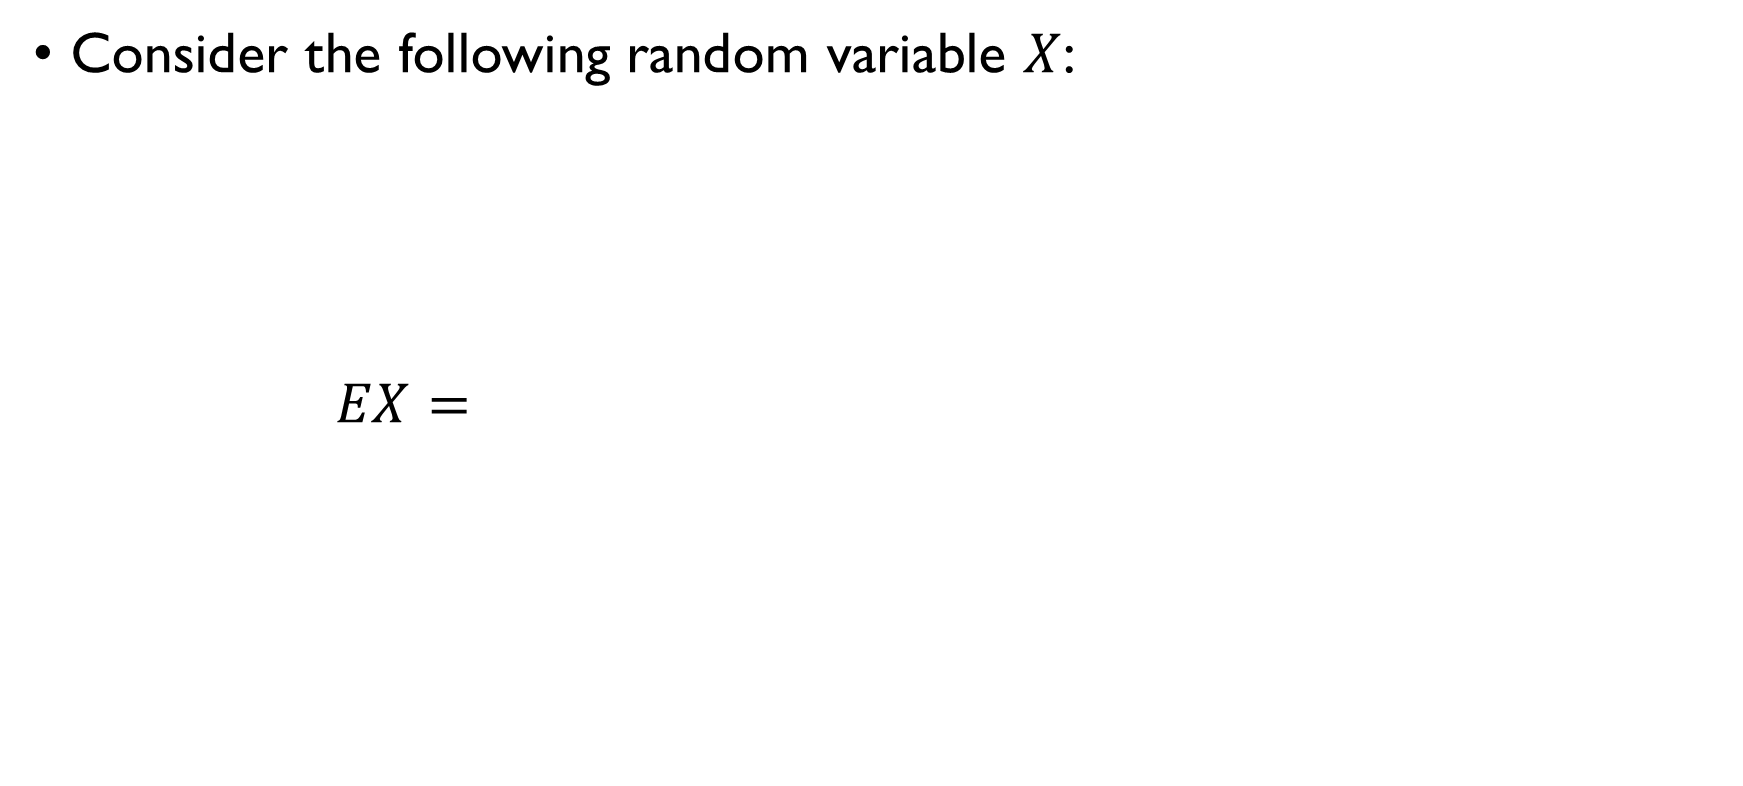 • Consider the following random variable X:
EX =